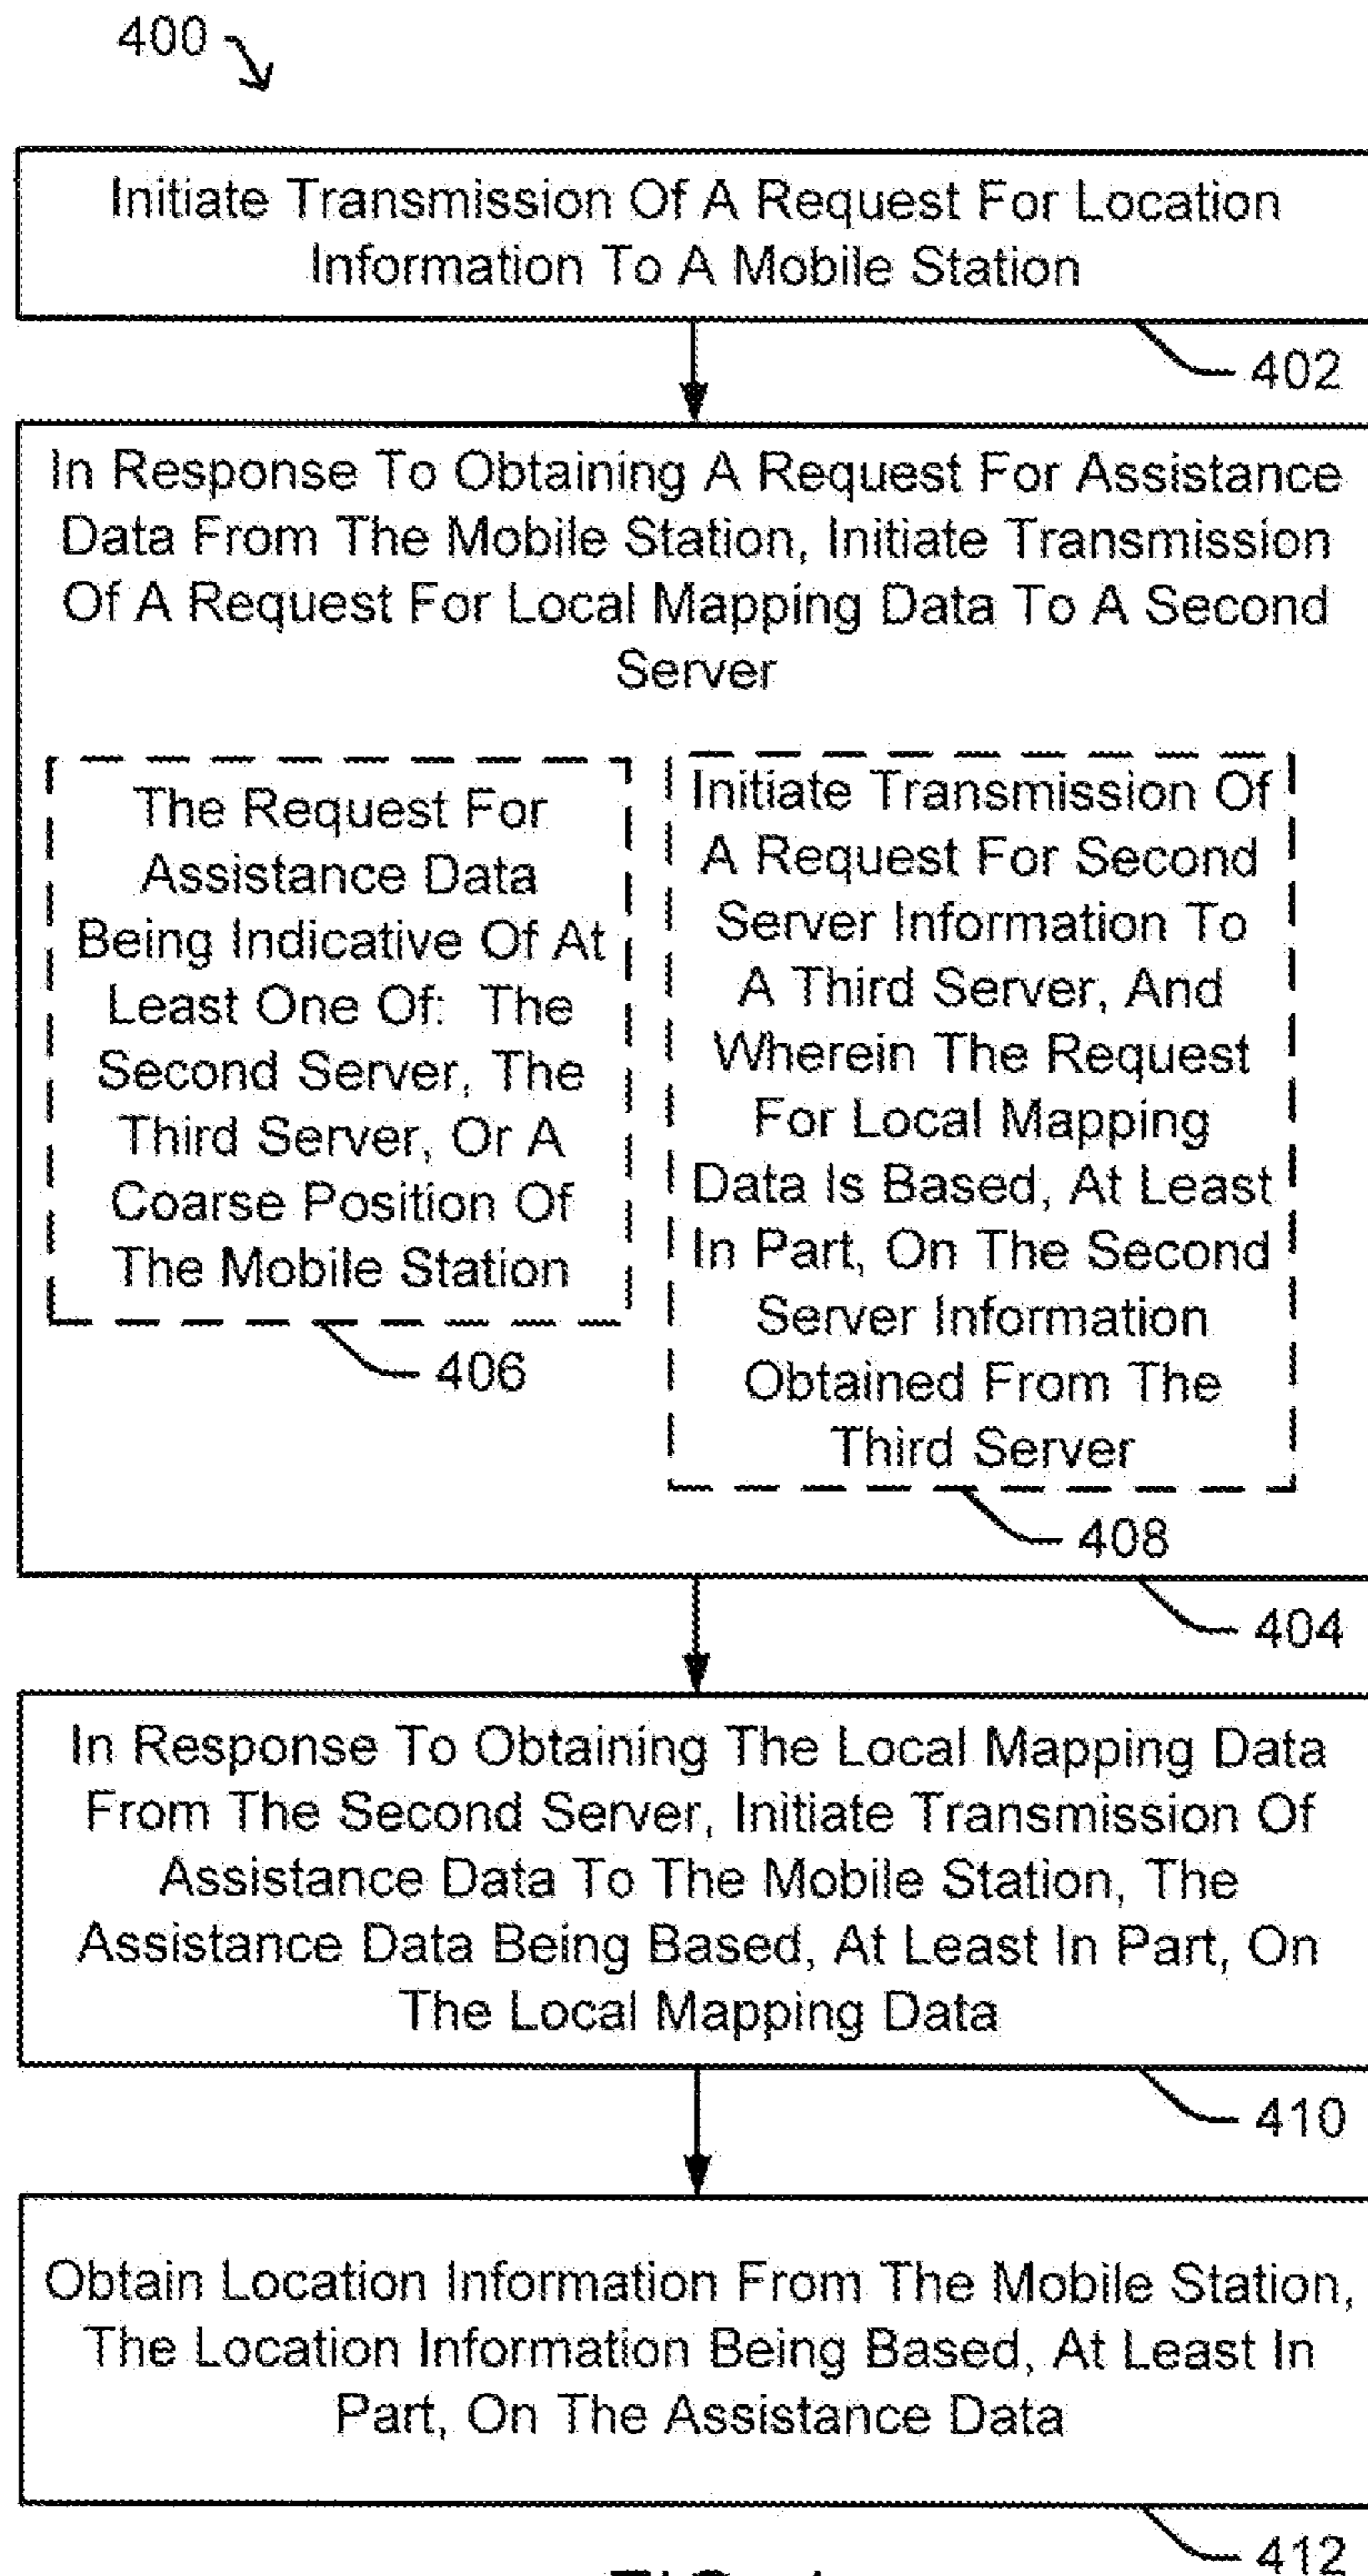 400
Initiate Transmission Of A Request For Location
Information To A Mobile Station
402
In Response To Obtaining A Request For Assistance
Data From The Mobile Station, Initiate Transmission
Of A Request For Local Mapping Data To A Second
Server
The Request For
Assistance Data
Being Indicative Of At
Least One Of: The
Second Server, The
Third Server, Or A
Coarse Position Of
The Mobile Station
406
Initiate Transmission Of
A Request For Second
Server Information To
A Third Server, And
Wherein The Request
For Local Mapping
Data Is Based, At Least
In Part, On The Second
Server Information
Obtained From The
Third Server
408
404
In Response To Obtaining The Local Mapping Data
From The Second Server, Initiate Transmission Of
Assistance Data To The Mobile Station, The
Assistance Data Being Based, At Least In Part, On
The Local Mapping Data
410
Obtain Location Information From The Mobile Station,
The Location Information Being Based, At Least In
Part, On The Assistance Data
412